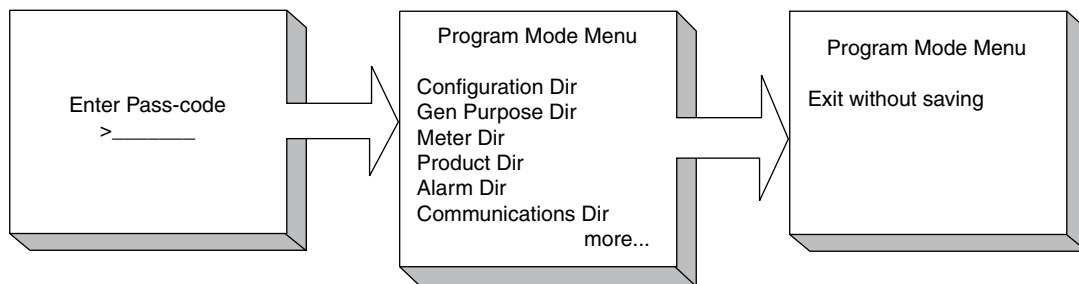 Enter Pass-code
>_______
Program Mode Menu
Configuration Dir
Gen Purpose Dir
Meter Dir
Product Dir
Alarm Dir
Communications Dir
more...
Program Mode Menu
Exit without saving